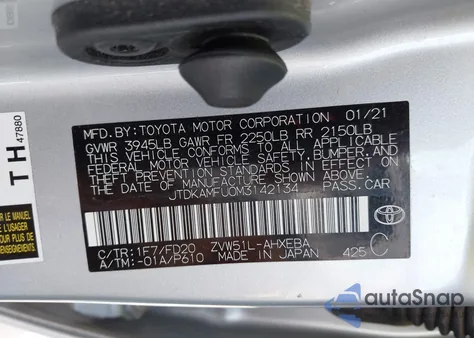 MFD. BY: TOYOTA MOTOR CORPORATION 01/21
GVWR 3945LB GAWR FR 2250LB RR 2150LB
THIS VEHICLE CONFORMS TO ALL APPLICABLE
FEDERAL MOTOR VEHICLE SAFETY, BUMPER,
AND THEFT PREVENTION STANDARDS IN EFFECT
ON THE DATE OF MANUFACTURE SHOWN ABOVE.
JTDKAMFU0M3142134 PASS.CAR
C/TR: 1F7/FD20 ZVW51L-AHXEBA
A/TM: -01A/P610 MADE IN JAPAN 425 C
TH 47880
autoSnap